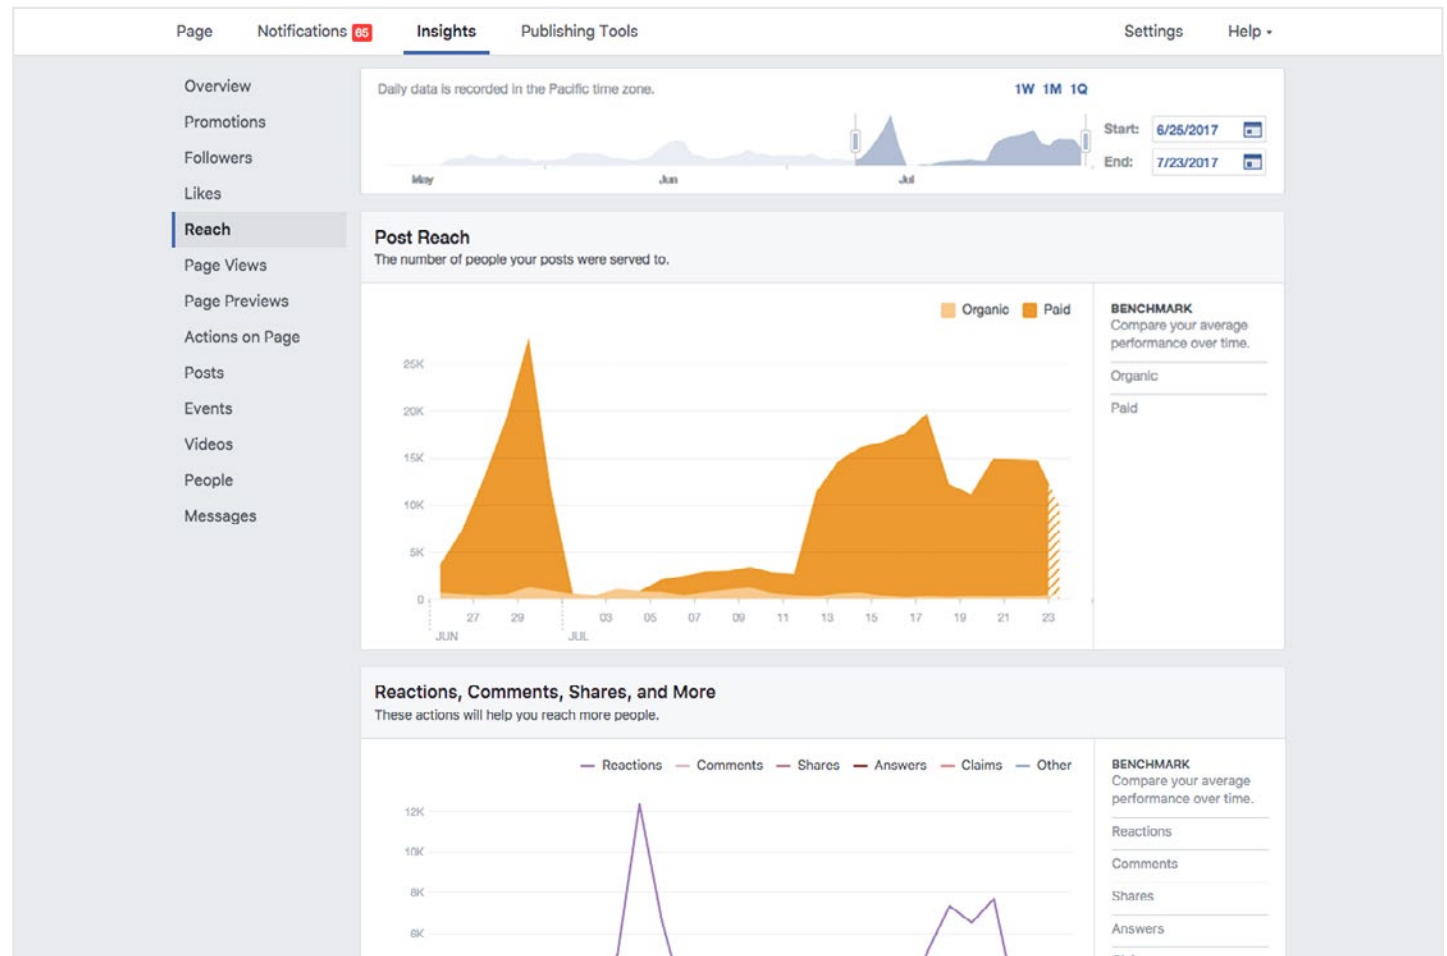 Page Notifications 65 Insights Publishing Tools Settings Help
Overview
Promotions
Followers
Likes
Reach
Page Views
Page Previews
Actions on Page
Posts
Events
Videos
People
Messages
Daily data is recorded in the Pacific time zone.
1W 1M 1Q
Start: 6/25/2017
End: 7/23/2017
May Jun Jul
Post Reach
The number of people your posts were served to.
Organic Paid
25K
20K
15K
10K
5K
0
27 29 03 05 07 09 11 13 15 17 19 21 23
JUN JUL
BENCHMARK
Compare your average
performance over time.
Organic
Paid
Reactions, Comments, Shares, and More
These actions will help you reach more people.
Reactions Comments Shares Answers Claims Other
12K
10K
8K
6K
BENCHMARK
Compare your average
performance over time.
Reactions
Comments
Shares
Answers